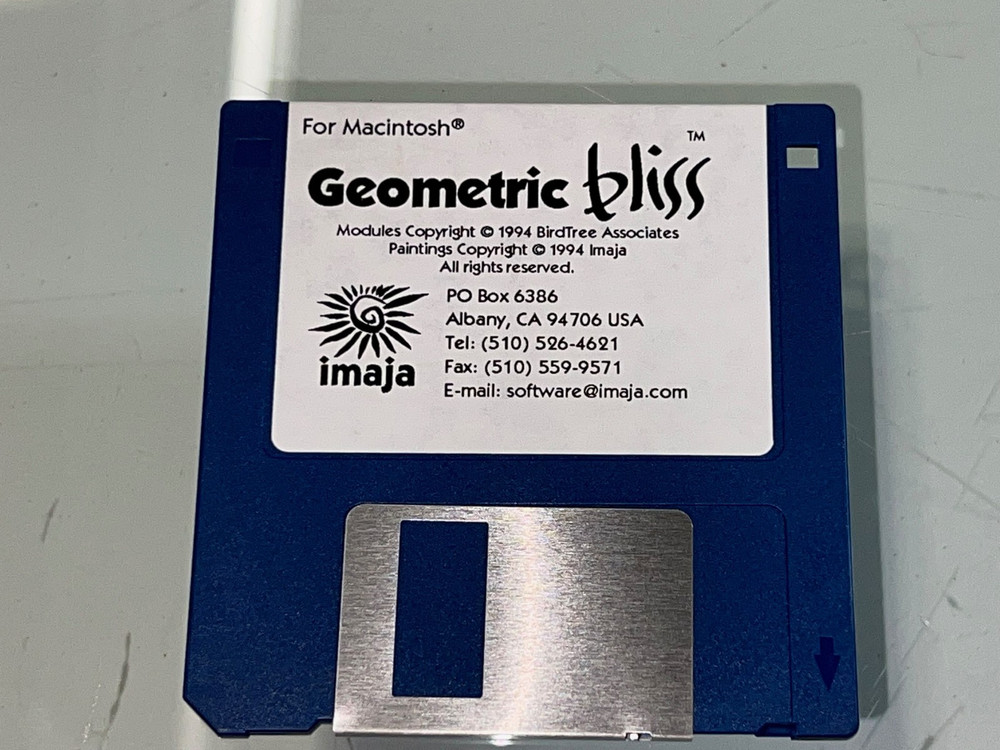 For Macintosh®
Geometric bliss™
Modules Copyright © 1994 BirdTree Associates
Paintings Copyright © 1994 Imaja
All rights reserved.
imaja
PO Box 6386
Albany, CA 94706 USA
Tel: (510) 526-4621
Fax: (510) 559-9571
E-mail: software@imaja.com